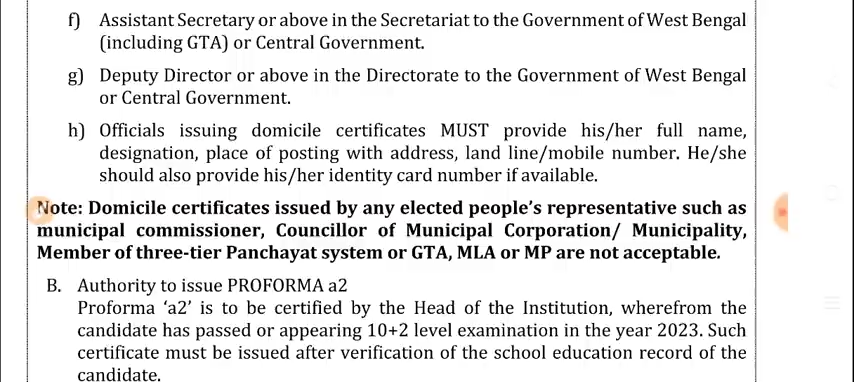 f) Assistant Secretary or above in the Secretariat to the Government of West Bengal
(including GTA) or Central Government.
g) Deputy Director or above in the Directorate to the Government of West Bengal
or Central Government.
h) Officials issuing domicile certificates MUST provide his/her full name,
designation, place of posting with address, land line/mobile number. He/she
should also provide his/her identity card number if available.
Note: Domicile certificates issued by any elected people’s representative such as
municipal commissioner, Councillor of Municipal Corporation/ Municipality,
Member of three-tier Panchayat system or GTA, MLA or MP are not acceptable.
B. Authority to issue PROFORMA a2
Proforma ‘a2’ is to be certified by the Head of the Institution, wherefrom the
candidate has passed or appearing 10+2 level examination in the year 2023. Such
certificate must be issued after verification of the school education record of the
candidate.